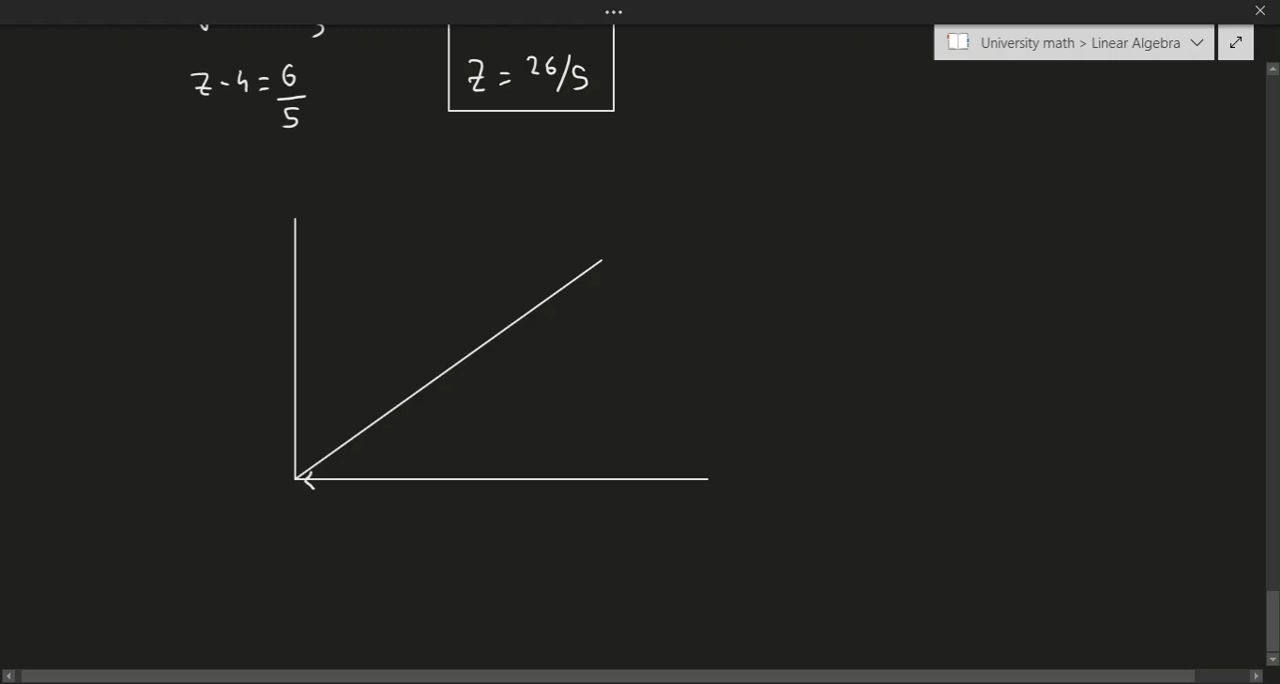 University math > Linear Algebra
z - 4 = 6/5
z = 26/5